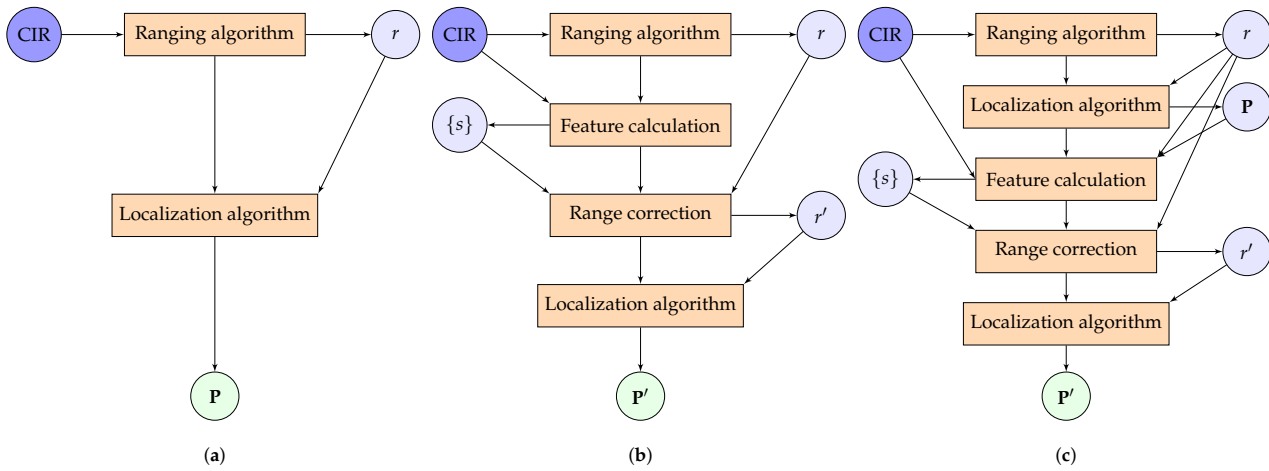 CIR
Ranging algorithm
r
Localization algorithm
P
(a)
CIR
Ranging algorithm
r
{s}
Feature calculation
Range correction
r′
Localization algorithm
P′
(b)
CIR
Ranging algorithm
r
Localization algorithm
P
{s}
Feature calculation
Range correction
r′
Localization algorithm
P′
(c)